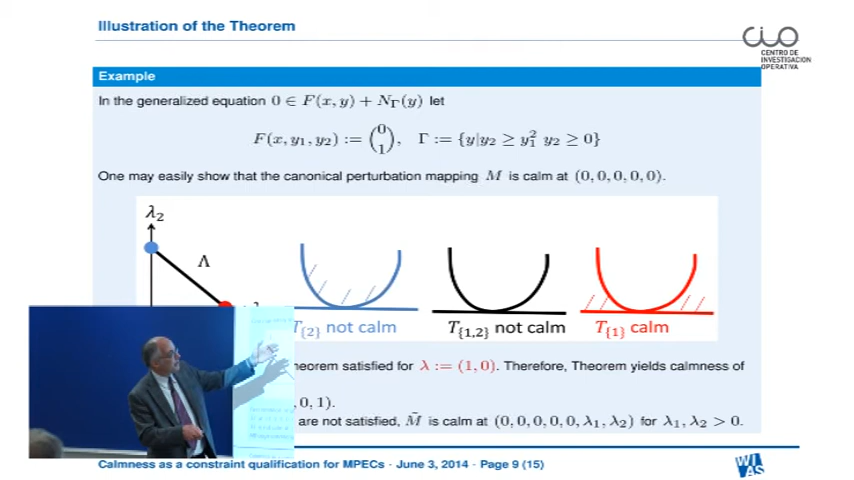 Illustration of the Theorem
CIO
CENTRO DE
INVESTIGACION
OPERATIVA
Example
In the generalized equation 0 ∈ F(x, y) + N_Γ(y) let
F(x, y₁, y₂) := (0 1), Γ := {y|y₂ ≥ y₁² y₂ ≥ 0}
One may easily show that the canonical perturbation mapping M is calm at (0, 0, 0, 0, 0).
λ₂
Λ
T_{2} not calm
T_{1,2} not calm
T_{1} calm
heorem satisfied for λ := (1, 0). Therefore, Theorem yields calmness of
, 0, 1).
are not satisfied, M̃ is calm at (0, 0, 0, 0, 0, λ₁, λ₂) for λ₁, λ₂ > 0.
Calmness as a constraint qualification for MPECs · June 3, 2014 · Page 9 (15)
WIAS